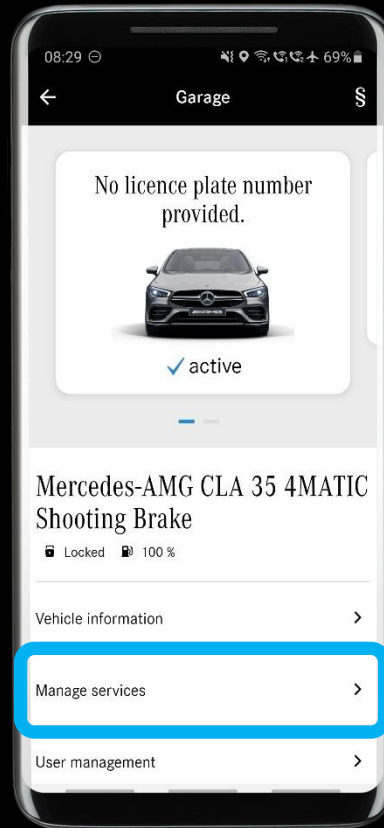 08:29 69%
Garage §
No licence plate number
provided.
AMG
✓ active
Mercedes-AMG CLA 35 4MATIC
Shooting Brake
Locked 100 %
Vehicle information
Manage services
User management